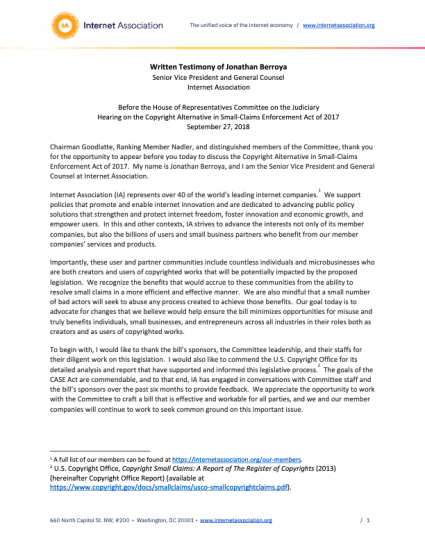 IA Internet Association
The unified voice of the internet economy / www.internetassociation.org
Written Testimony of Jonathan Berroya
Senior Vice President and General Counsel
Internet Association
Before the House of Representatives Committee on the Judiciary
Hearing on the Copyright Alternative in Small-Claims Enforcement Act of 2017
September 27, 2018
Chairman Goodlatte, Ranking Member Nadler, and distinguished members of the Committee, thank you
for the opportunity to appear before you today to discuss the Copyright Alternative in Small-Claims
Enforcement Act of 2017. My name is Jonathan Berroya, and I am the Senior Vice President and General
Counsel at Internet Association.
Internet Association (IA) represents over 40 of the world's leading internet companies.1 We support
policies that promote and enable internet innovation and are dedicated to advancing public policy
solutions that strengthen and protect internet freedom, foster innovation and economic growth, and
empower users. In this and other contexts, IA strives to advance the interests not only of its member
companies, but also the billions of users and small business partners who benefit from our member
companies' services and products.
Importantly, these user and partner communities include countless individuals and microbusinesses who
are both creators and users of copyrighted works that will be potentially impacted by the proposed
legislation. We recognize the benefits that would accrue to these communities from the ability to
resolve small claims in a more efficient and effective manner. We are also mindful that a small number
of bad actors will seek to abuse any process created to achieve those benefits. Our goal today is to
advocate for changes that we believe would help ensure the bill minimizes opportunities for misuse and
truly benefits individuals, small businesses, and entrepreneurs across all industries in their roles both as
creators and as users of copyrighted works.
To begin with, I would like to thank the bill's sponsors, the Committee leadership, and their staffs for
their diligent work on this legislation. I would also like to commend the U.S. Copyright Office for its
detailed analysis and report that have supported and informed this legislative process.2 The goals of the
CASE Act are commendable, and to that end, IA has engaged in conversations with Committee staff and
the bill's sponsors over the past six months to provide feedback. We appreciate the opportunity to work
with the Committee to craft a bill that is effective and workable for all parties, and we and our member
companies will continue to work to seek common ground on this important issue.
1 A full list of our members can be found at https://internetassociation.org/our-members.
2 U.S. Copyright Office, Copyright Small Claims: A Report of The Register of Copyrights (2013)
(hereinafter Copyright Office Report) (available at
https://www.copyright.gov/docs/smallclaims/usco-smallcopyrightclaims.pdf).
660 North Capitol St. NW, #200 • Washington, DC 20001 • www.internetassociation.org / 1